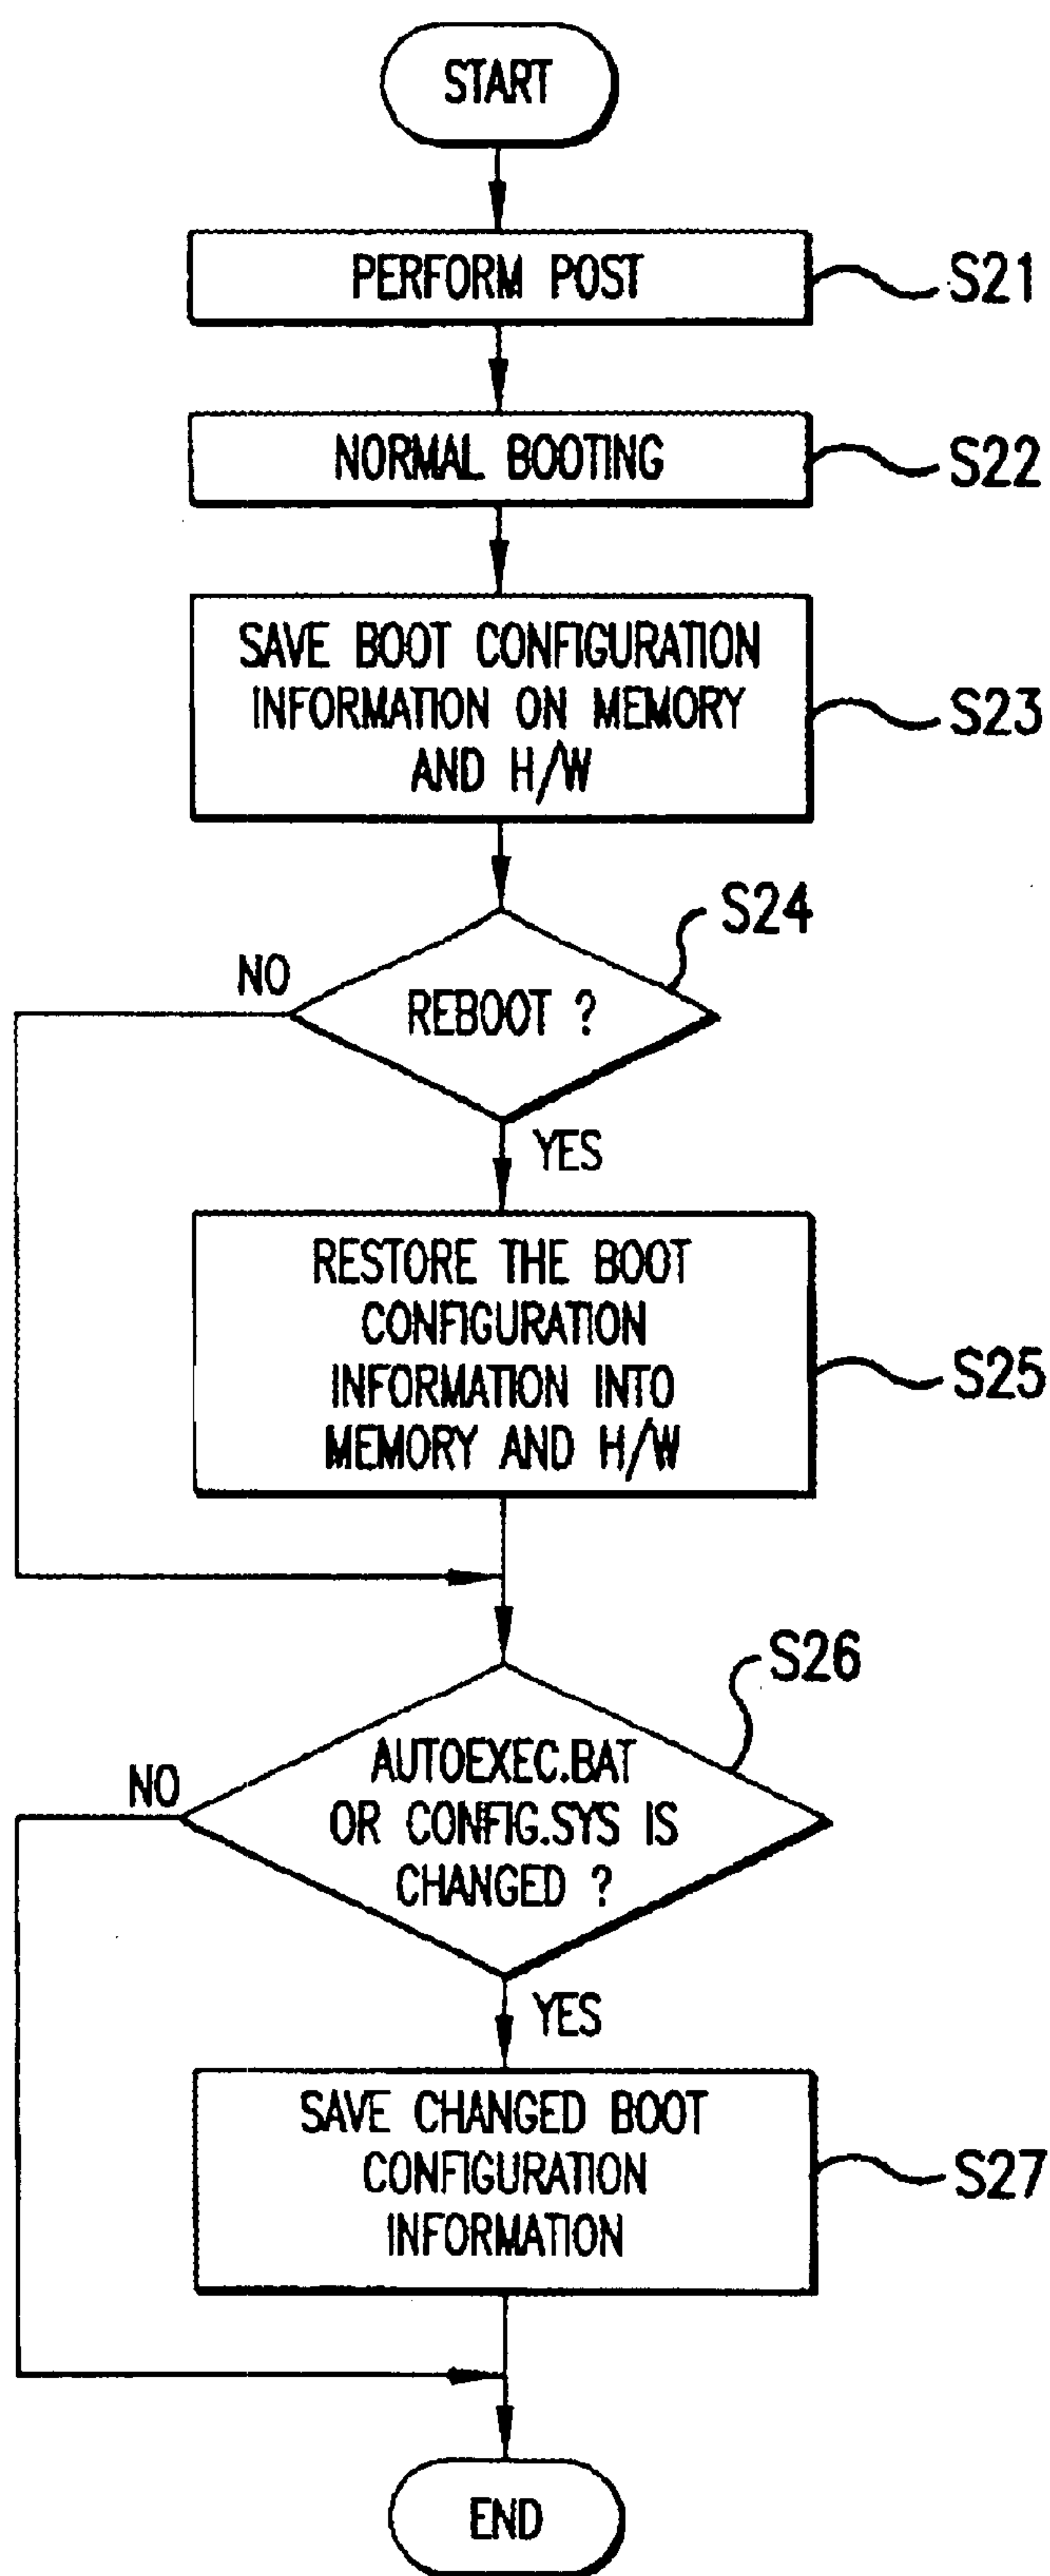 START
PERFORM POST
S21
NORMAL BOOTING
S22
SAVE BOOT CONFIGURATION
INFORMATION ON MEMORY
AND H/W
S23
S24
NO
REBOOT ?
YES
RESTORE THE BOOT
CONFIGURATION
INFORMATION INTO
MEMORY AND H/W
S25
S26
NO
AUTOEXEC.BAT
OR CONFIG.SYS IS
CHANGED ?
YES
SAVE CHANGED BOOT
CONFIGURATION
INFORMATION
S27
END